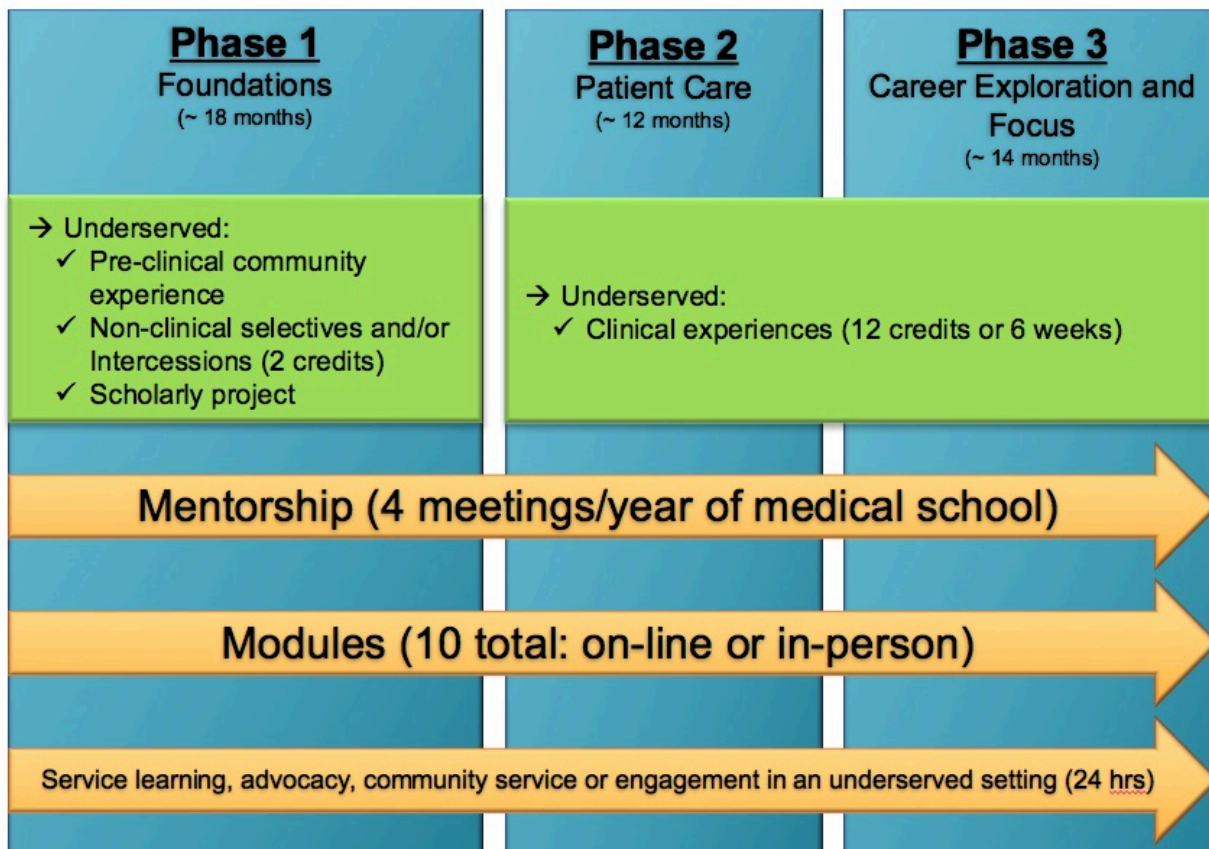 Phase 1
Foundations
(~ 18 months)
Phase 2
Patient Care
(~ 12 months)
Phase 3
Career Exploration and
Focus
(~ 14 months)
→ Underserved:
✓ Pre-clinical community
experience
✓ Non-clinical selectives and/or
Intercessions (2 credits)
✓ Scholarly project
→ Underserved:
✓ Clinical experiences (12 credits or 6 weeks)
Mentorship (4 meetings/year of medical school)
Modules (10 total: on-line or in-person)
Service learning, advocacy, community service or engagement in an underserved setting (24 hrs)